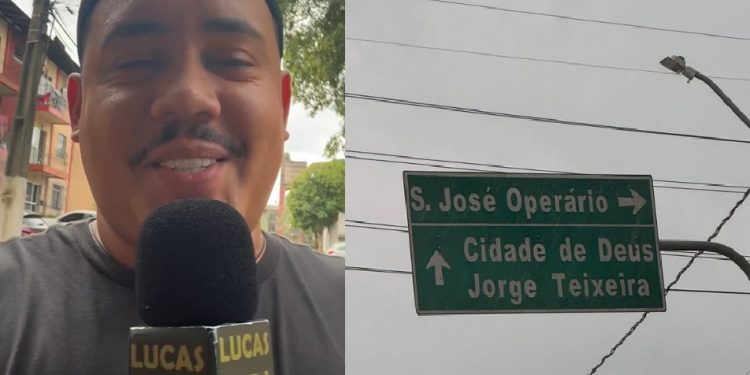 LUCAS
LUCAS
S. José Operário
Cidade de Deus
Jorge Teixeira